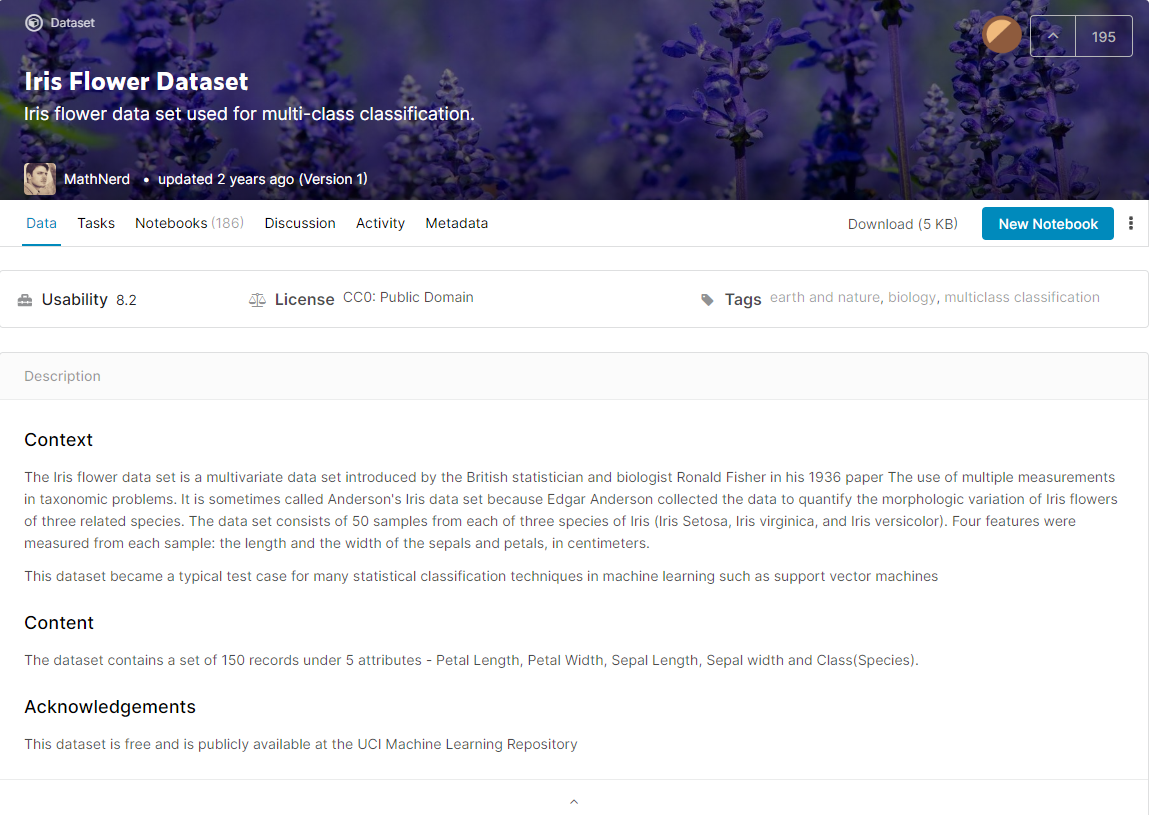 Dataset
195
Iris Flower Dataset
Iris flower data set used for multi-class classification.
MathNerd • updated 2 years ago (Version 1)
Data Tasks Notebooks (186) Discussion Activity Metadata Download (5 KB) New Notebook
Usability 8.2 License CC0: Public Domain Tags earth and nature, biology, multiclass classification
Description
Context
The Iris flower data set is a multivariate data set introduced by the British statistician and biologist Ronald Fisher in his 1936 paper The use of multiple measurements
in taxonomic problems. It is sometimes called Anderson's Iris data set because Edgar Anderson collected the data to quantify the morphologic variation of Iris flowers
of three related species. The data set consists of 50 samples from each of three species of Iris (Iris Setosa, Iris virginica, and Iris versicolor). Four features were
measured from each sample: the length and the width of the sepals and petals, in centimeters.
This dataset became a typical test case for many statistical classification techniques in machine learning such as support vector machines
Content
The dataset contains a set of 150 records under 5 attributes - Petal Length, Petal Width, Sepal Length, Sepal width and Class(Species).
Acknowledgements
This dataset is free and is publicly available at the UCI Machine Learning Repository